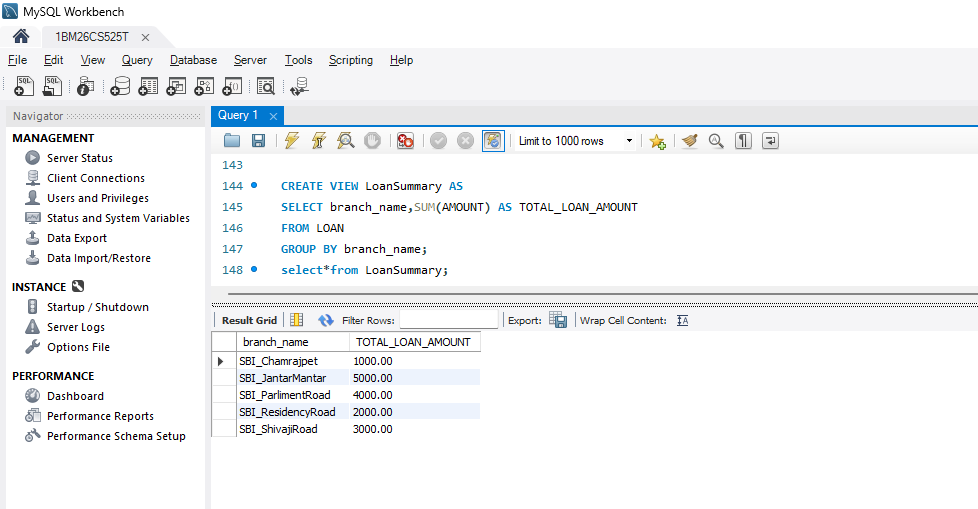 MySQL Workbench
1BM26CS525T
File Edit View Query Database Server Tools Scripting Help
SQL SQL
Navigator
MANAGEMENT
Server Status
Client Connections
Users and Privileges
Status and System Variables
Data Export
Data Import/Restore
INSTANCE
Startup / Shutdown
Server Logs
Options File
PERFORMANCE
Dashboard
Performance Reports
Performance Schema Setup
Query 1
Limit to 1000 rows
143
144 CREATE VIEW LoanSummary AS
145 SELECT branch_name,SUM(AMOUNT) AS TOTAL_LOAN_AMOUNT
146 FROM LOAN
147 GROUP BY branch_name;
148 select*from LoanSummary;
Result Grid Filter Rows: Export: Wrap Cell Content: IA
branch_name TOTAL_LOAN_AMOUNT
SBI_Chamrajpet 1000.00
SBI_JantarMantar 5000.00
SBI_ParlimentRoad 4000.00
SBI_ResidencyRoad 2000.00
SBI_ShivajiRoad 3000.00